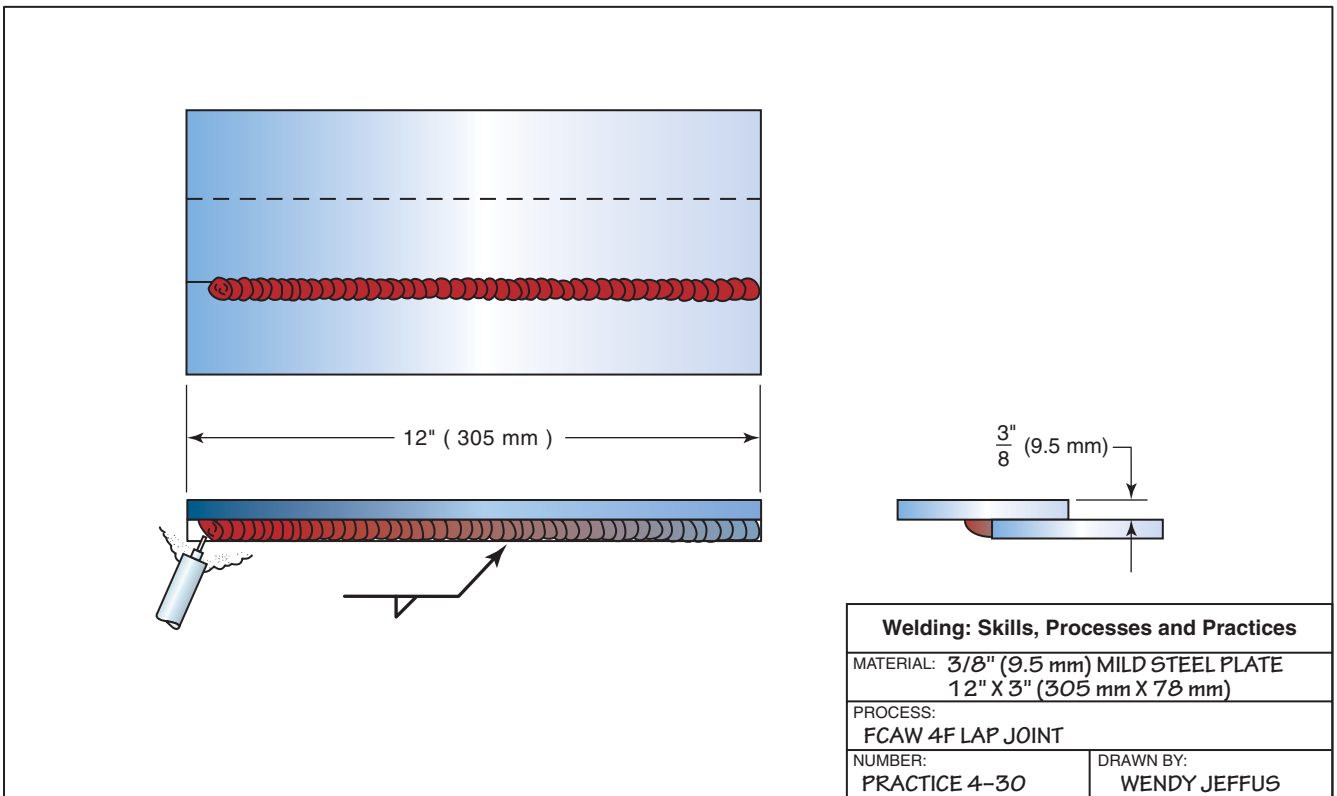 12" ( 305 mm )
3"
8 (9.5 mm)
Welding: Skills, Processes and Practices
MATERIAL: 3/8" (9.5 mm) MILD STEEL PLATE
12" X 3" (305 mm X 78 mm)
PROCESS:
FCAW 4F LAP JOINT
NUMBER:
PRACTICE 4-30
DRAWN BY:
WENDY JEFFUS